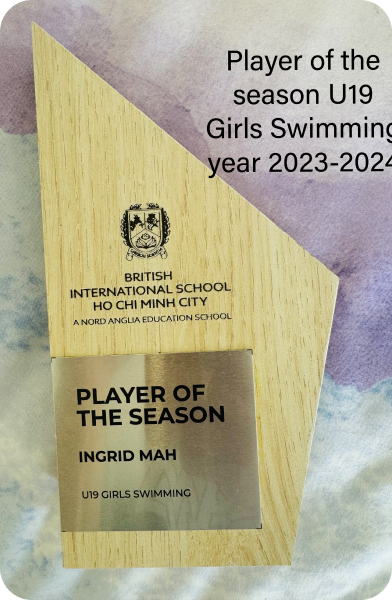 Player of the
season U19
Girls Swimming
year 2023-2024
BRITISH
INTERNATIONAL SCHOOL
HO CHI MINH CITY
A NORD ANGLIA EDUCATION SCHOOL
PLAYER OF
THE SEASON
INGRID MAH
U19 GIRLS SWIMMING